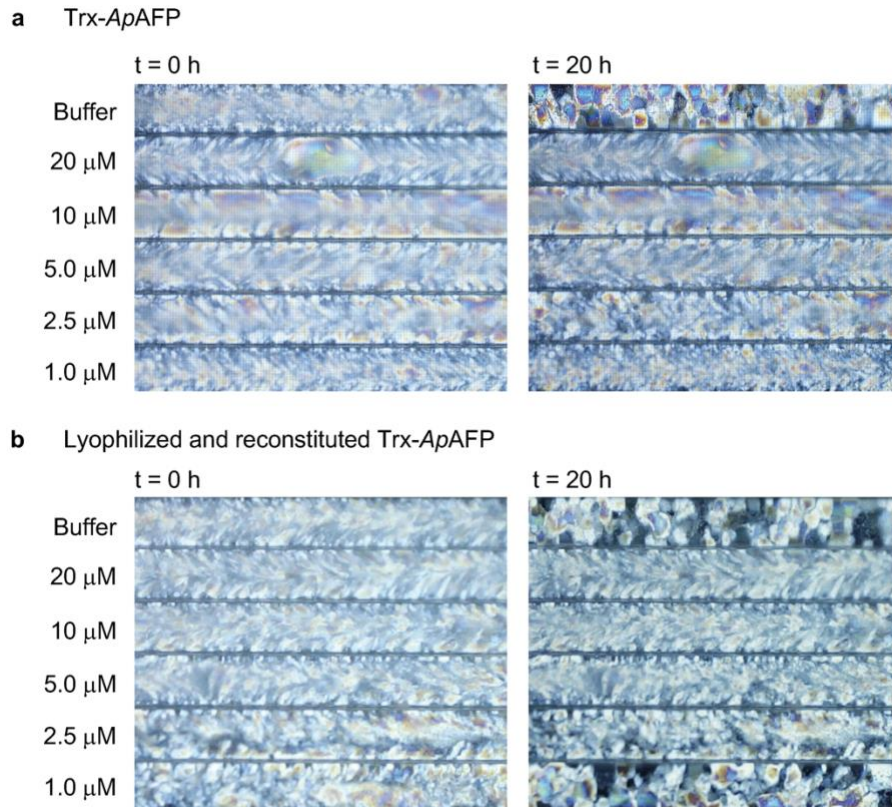 a Trx-ApAFP
t = 0 h t = 20 h
Buffer
20 μM
10 μM
5.0 μM
2.5 μM
1.0 μM
b Lyophilized and reconstituted Trx-ApAFP
t = 0 h t = 20 h
Buffer
20 μM
10 μM
5.0 μM
2.5 μM
1.0 μM